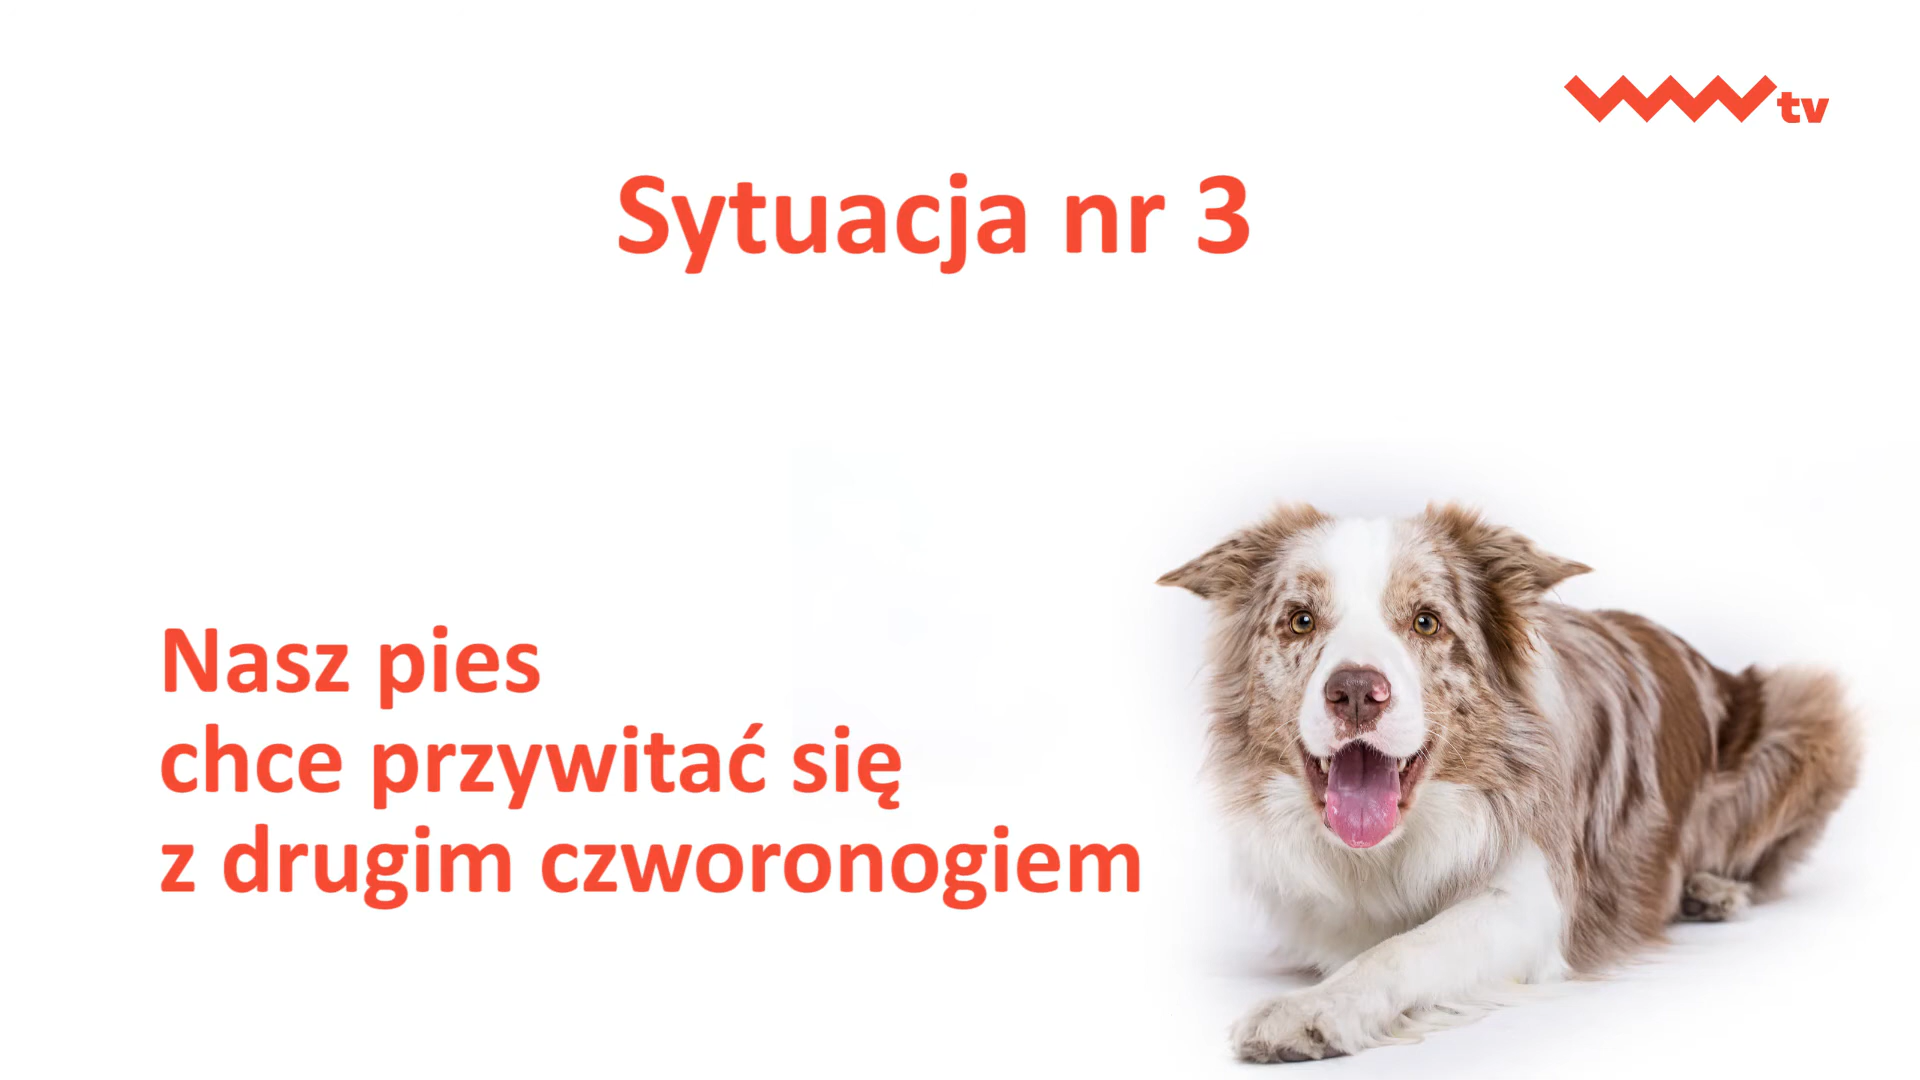 tv
Sytuacja nr 3
Nasz pies
chce przywitać się
z drugim czworonogiem